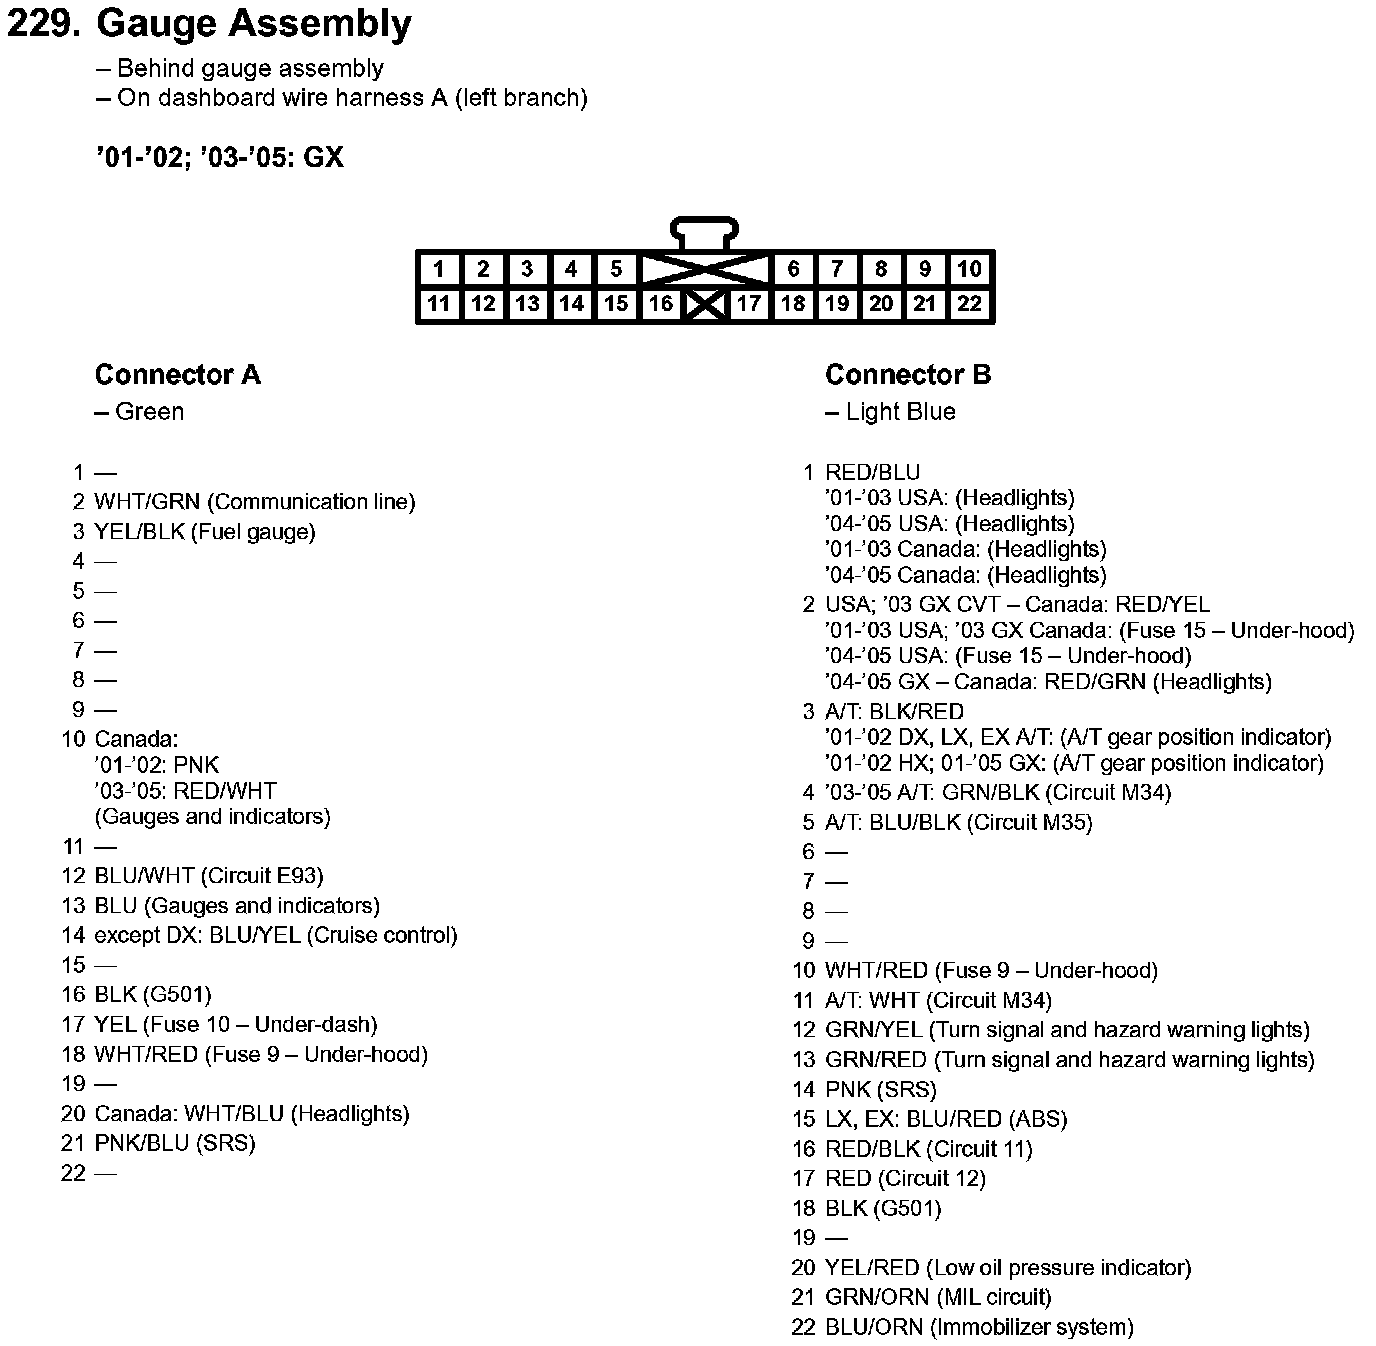 229. Gauge Assembly
– Behind gauge assembly
– On dashboard wire harness A (left branch)
’01-’02; ’03-’05: GX
1 2 3 4 5 6 7 8 9 10
11 12 13 14 15 16 17 18 19 20 21 22
Connector A
– Green
1 —
2 WHT/GRN (Communication line)
3 YEL/BLK (Fuel gauge)
4 —
5 —
6 —
7 —
8 —
9 —
10 Canada:
’01-’02: PNK
’03-’05: RED/WHT
(Gauges and indicators)
11 —
12 BLU/WHT (Circuit E93)
13 BLU (Gauges and indicators)
14 except DX: BLU/YEL (Cruise control)
15 —
16 BLK (G501)
17 YEL (Fuse 10 – Under-dash)
18 WHT/RED (Fuse 9 – Under-hood)
19 —
20 Canada: WHT/BLU (Headlights)
21 PNK/BLU (SRS)
22 —
Connector B
– Light Blue
1 RED/BLU
’01-’03 USA: (Headlights)
’04-’05 USA: (Headlights)
’01-’03 Canada: (Headlights)
’04-’05 Canada: (Headlights)
2 USA; ’03 GX CVT – Canada: RED/YEL
’01-’03 USA; ’03 GX Canada: (Fuse 15 – Under-hood)
’04-’05 USA: (Fuse 15 – Under-hood)
’04-’05 GX – Canada: RED/GRN (Headlights)
3 A/T: BLK/RED
’01-’02 DX, LX, EX A/T: (A/T gear position indicator)
’01-’02 HX; 01-’05 GX: (A/T gear position indicator)
4 ’03-’05 A/T: GRN/BLK (Circuit M34)
5 A/T: BLU/BLK (Circuit M35)
6 —
7 —
8 —
9 —
10 WHT/RED (Fuse 9 – Under-hood)
11 A/T: WHT (Circuit M34)
12 GRN/YEL (Turn signal and hazard warning lights)
13 GRN/RED (Turn signal and hazard warning lights)
14 PNK (SRS)
15 LX, EX: BLU/RED (ABS)
16 RED/BLK (Circuit 11)
17 RED (Circuit 12)
18 BLK (G501)
19 —
20 YEL/RED (Low oil pressure indicator)
21 GRN/ORN (MIL circuit)
22 BLU/ORN (Immobilizer system)